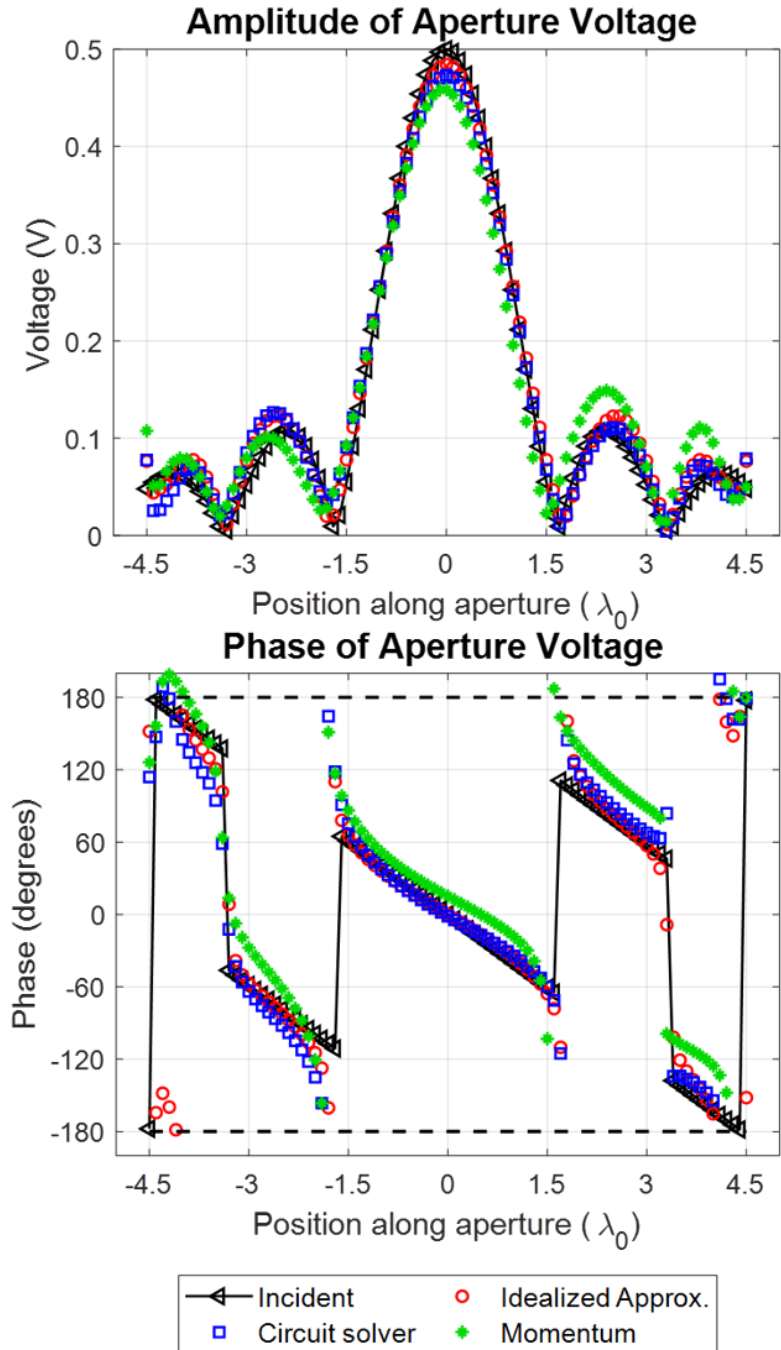 Amplitude of Aperture Voltage
0.5
0.4
0.3
0.2
0.1
0
Voltage (V)
-4.5 -3 -1.5 0 1.5 3 4.5
Position along aperture ( λ0)
Phase of Aperture Voltage
180
120
60
0
-60
-120
-180
Phase (degrees)
-4.5 -3 -1.5 0 1.5 3 4.5
Position along aperture ( λ0)
Incident Idealized Approx.
Circuit solver Momentum